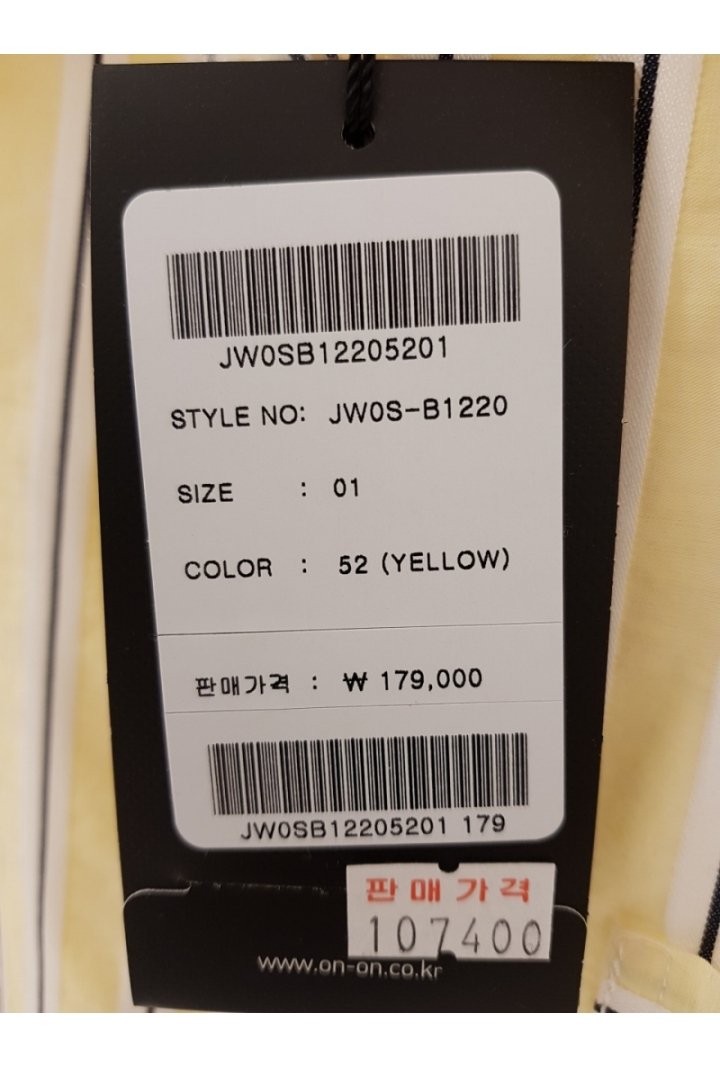 JW0SB12205201
STYLE NO: JW0S-B1220
SIZE : 01
COLOR : 52 (YELLOW)
판매가격 : ₩ 179,000
JW0SB12205201 179
판매가격
107400
www.on-on.co.kr